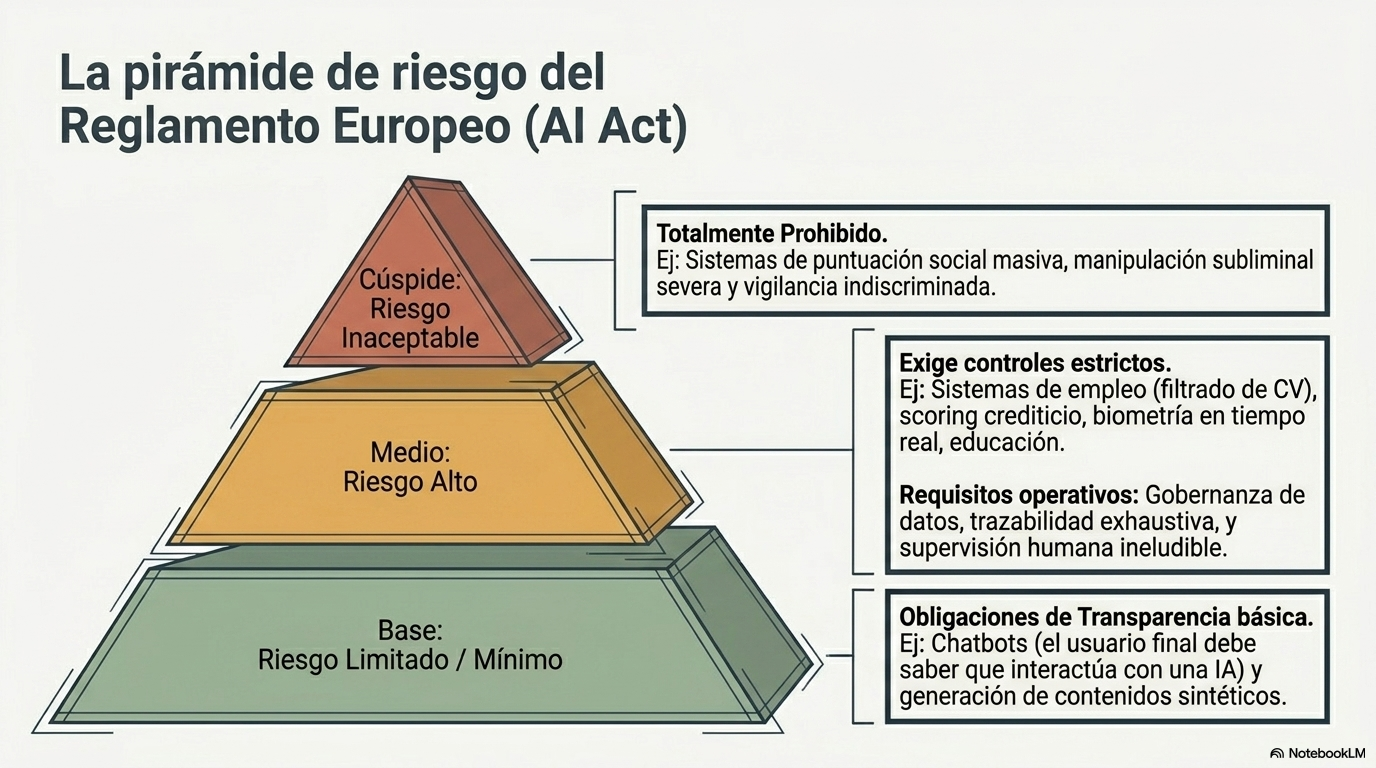 La pirámide de riesgo del
Reglamento Europeo (AI Act)
Cúspide:
Riesgo
Inaceptable
Totalmente Prohibido.
Ej: Sistemas de puntuación social masiva, manipulación subliminal
severa y vigilancia indiscriminada.
Medio:
Riesgo Alto
Exige controles estrictos.
Ej: Sistemas de empleo (filtrado de CV),
scoring crediticio, biometría en tiempo
real, educación.
Requisitos operativos: Gobernanza de
datos, trazabilidad exhaustiva, y
supervisión humana ineludible.
Base:
Riesgo Limitado / Mínimo
Obligaciones de Transparencia básica.
Ej: Chatbots (el usuario final debe
saber que interactúa con una IA) y
generación de contenidos sintéticos.
NotebookLM